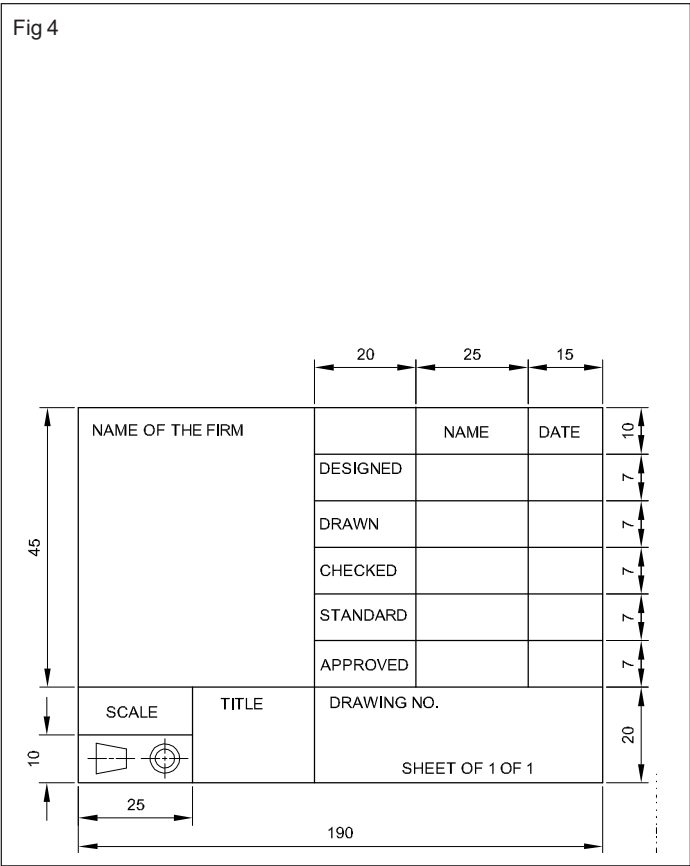 Fig 4
20 25 15
NAME OF THE FIRM NAME DATE 10
DESIGNED 7
DRAWN 7
45
CHECKED 7
STANDARD 7
APPROVED 7
SCALE TITLE DRAWING NO.
10 20
SHEET OF 1 OF 1
25
190